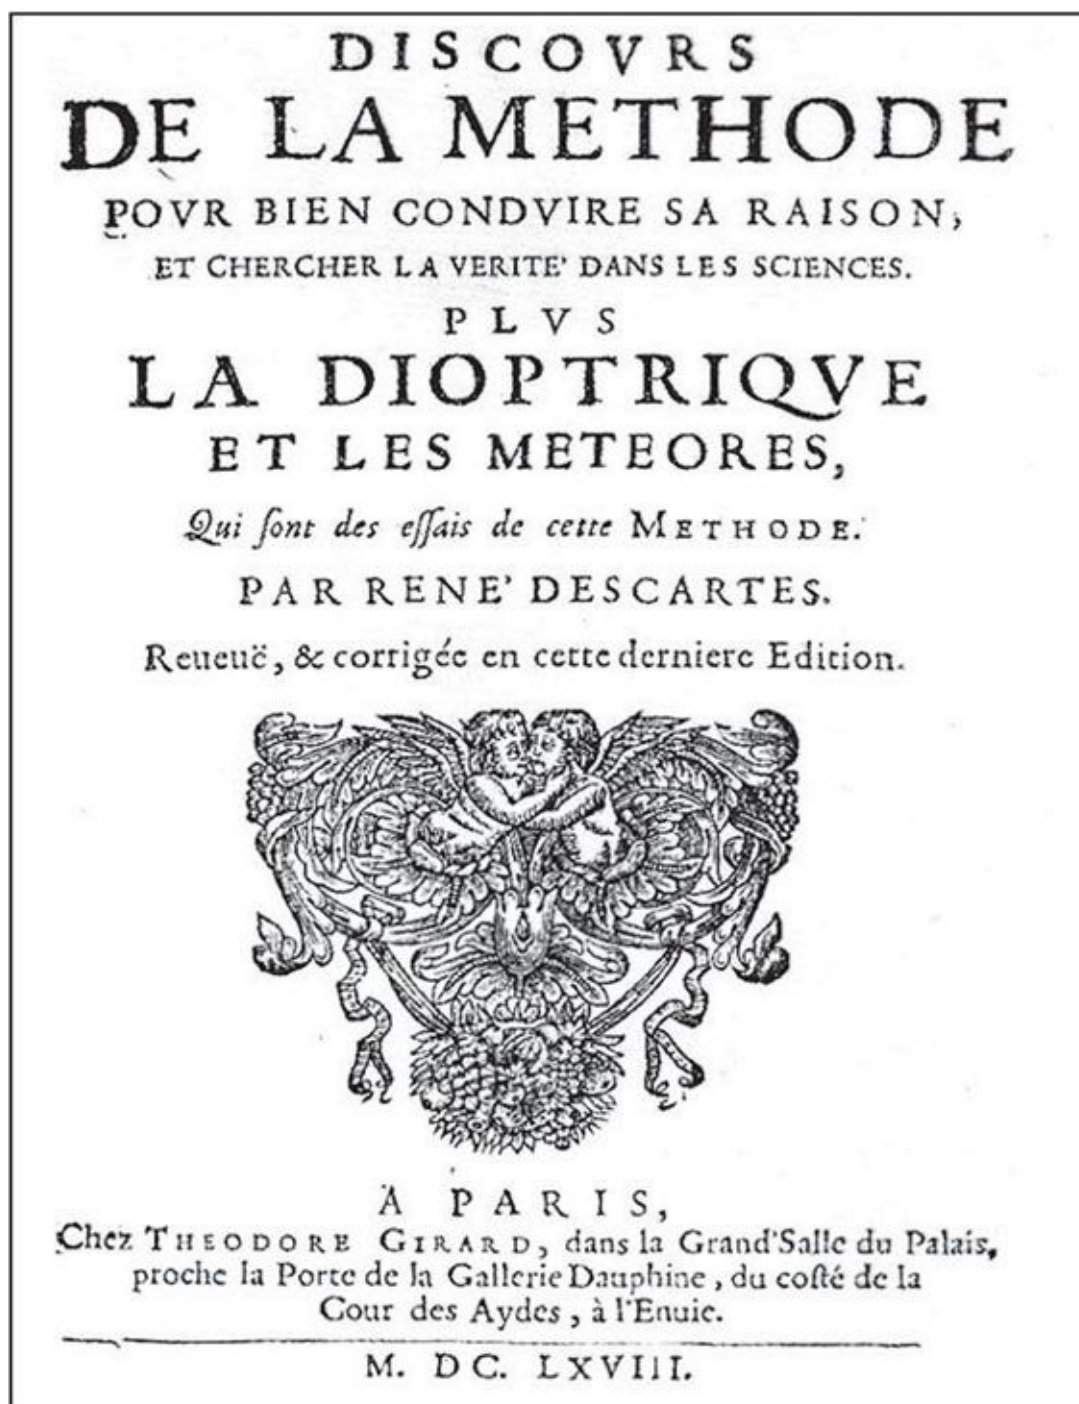 DISCOVRS
DE LA METHODE
POVR BIEN CONDVIRE SA RAISON,
ET CHERCHER LA VERITE' DANS LES SCIENCES.
PLVS
LA DIOPTRIQVE
ET LES METEORES,
Qui ſont des eſſais de cette METHODE.
PAR RENE' DESCARTES.
Reueuë, & corrigée en cette derniere Edition.
A PARIS,
Chez THEODORE GIRARD, dans la Grand'Salle du Palais,
proche la Porte de la Gallerie Dauphine, du coſté de la
Cour des Aydes, à l'Enuie.
M. DC. LXVIII.